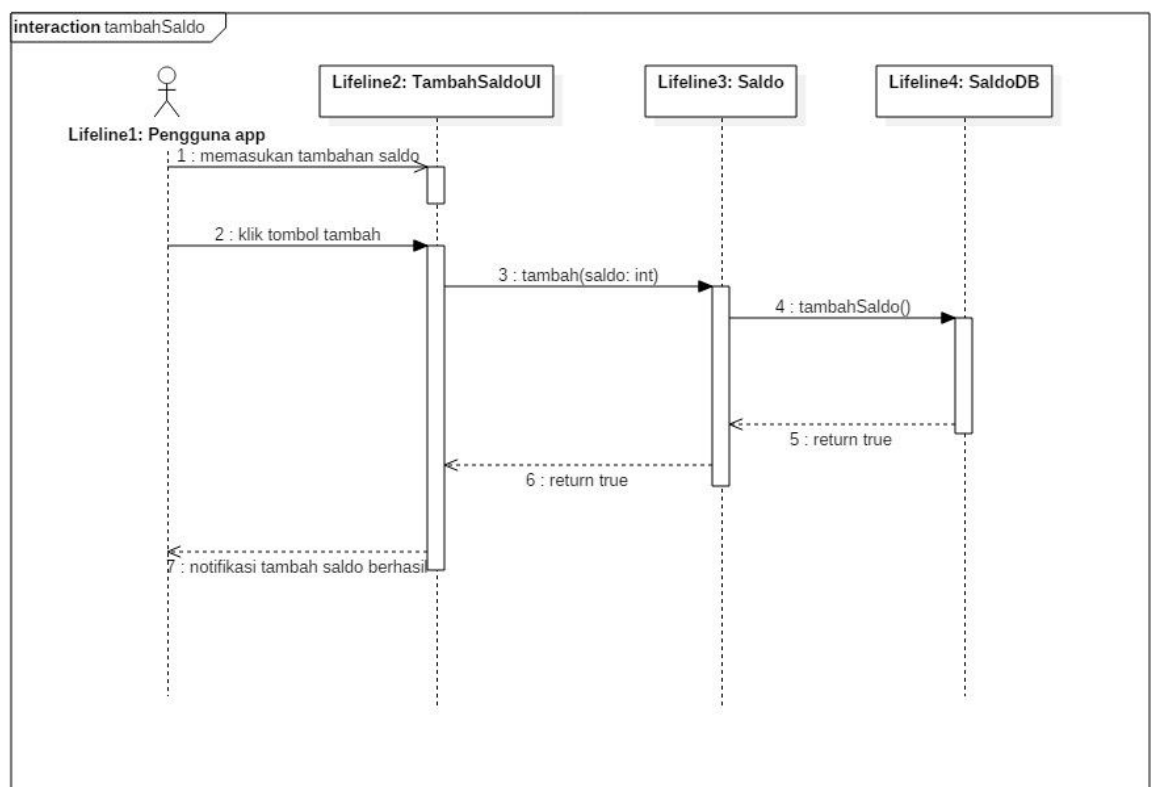 interaction tambahSaldo
Lifeline2: TambahSaldoUI
Lifeline3: Saldo
Lifeline4: SaldoDB
Lifeline1: Pengguna app
1 : memasukan tambahan saldo
2 : klik tombol tambah
3 : tambah(saldo: int)
4 : tambahSaldo()
5 : return true
6 : return true
7 : notifikasi tambah saldo berhasil